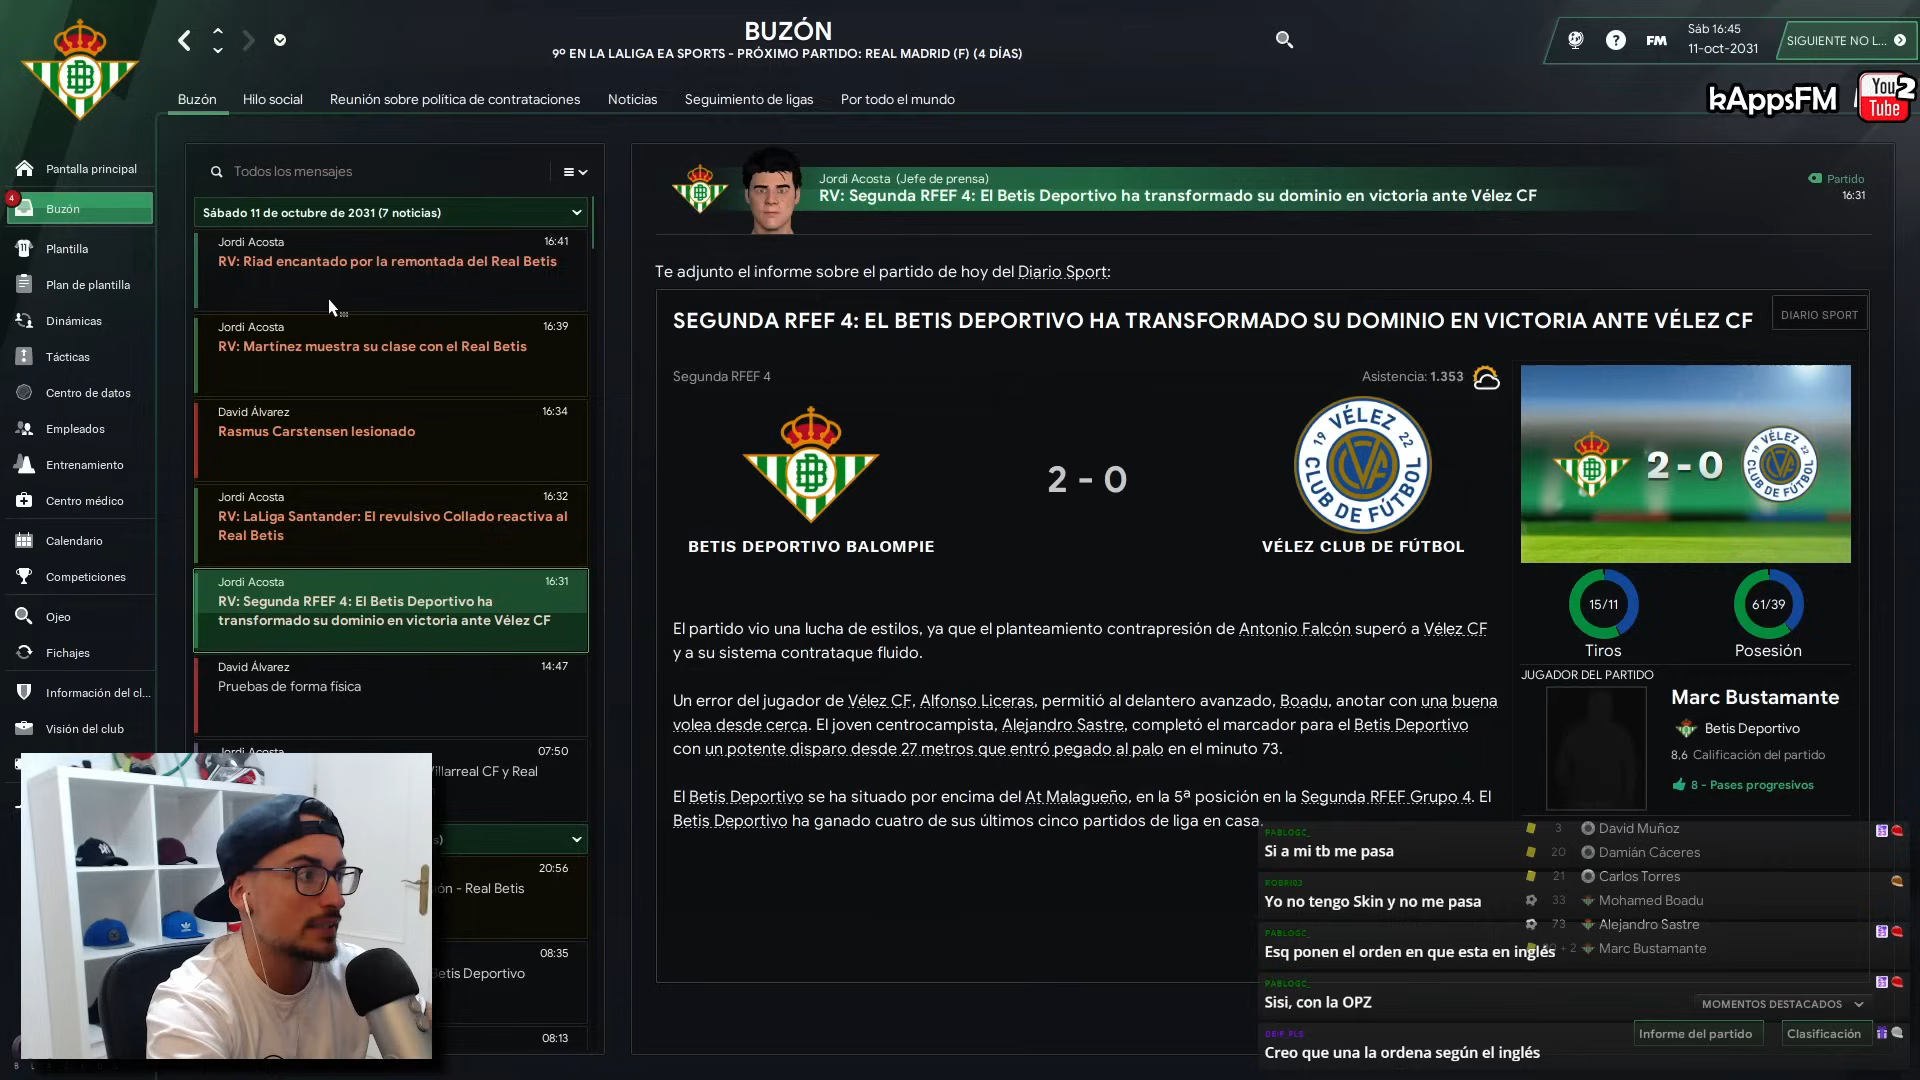 BUZÓN
9º EN LA LALIGA EA SPORTS - PRÓXIMO PARTIDO: REAL MADRID (F) (4 DÍAS)
FM
Sáb 16:45
11-oct-2031
SIGUIENTE NO L...
kAppsFM
You 2
Tube
Buzón
Hilo social
Reunión sobre política de contrataciones
Noticias
Seguimiento de ligas
Por todo el mundo
Pantalla principal
4
Buzón
Plantilla
Plan de plantilla
Dinámicas
Tácticas
Centro de datos
Empleados
Entrenamiento
Centro médico
Calendario
Competiciones
Ojeo
Fichajes
Información del cl...
Visión del club
Todos los mensajes
Sábado 11 de octubre de 2031 (7 noticias)
Jordi Acosta 16:41
RV: Riad encantado por la remontada del Real Betis
Jordi Acosta 16:39
RV: Martínez muestra su clase con el Real Betis
David Álvarez 16:34
Rasmus Carstensen lesionado
Jordi Acosta 16:32
RV: LaLiga Santander: El revulsivo Collado reactiva al
Real Betis
Jordi Acosta 16:31
RV: Segunda RFEF 4: El Betis Deportivo ha
transformado su dominio en victoria ante Vélez CF
David Álvarez 14:47
Pruebas de forma física
Jordi Acosta 07:50
Villarreal CF y Real
s)
20:56
ón - Real Betis
08:35
Betis Deportivo
08:13
Jordi Acosta (Jefe de prensa)
RV: Segunda RFEF 4: El Betis Deportivo ha transformado su dominio en victoria ante Vélez CF
Partido
16:31
Te adjunto el informe sobre el partido de hoy del Diario Sport:
SEGUNDA RFEF 4: EL BETIS DEPORTIVO HA TRANSFORMADO SU DOMINIO EN VICTORIA ANTE VÉLEZ CF
DIARIO SPORT
Segunda RFEF 4
Asistencia: 1.353
VÉLEZ
19 22
CLUB DE FÚTBOL
2 - 0
BETIS DEPORTIVO BALOMPIE
VÉLEZ CLUB DE FÚTBOL
2 - 0
15/11
Tiros
61/39
Posesión
El partido vio una lucha de estilos, ya que el planteamiento contrapresión de Antonio Falcón superó a Vélez CF
y a su sistema contrataque fluido.
Un error del jugador de Vélez CF, Alfonso Liceras, permitió al delantero avanzado, Boadu, anotar con una buena
volea desde cerca. El joven centrocampista, Alejandro Sastre, completó el marcador para el Betis Deportivo
con un potente disparo desde 27 metros que entró pegado al palo en el minuto 73.
El Betis Deportivo se ha situado por encima del At Malagueño, en la 5ª posición en la Segunda RFEF Grupo 4. El
Betis Deportivo ha ganado cuatro de sus últimos cinco partidos de liga en casa.
JUGADOR DEL PARTIDO
Marc Bustamante
Betis Deportivo
8,6 Calificación del partido
8 - Pases progresivos
3 David Muñoz
20 Damián Cáceres
21 Carlos Torres
33 Mohamed Boadu
73 Alejandro Sastre
+ 2 Marc Bustamante
MOMENTOS DESTACADOS
Informe del partido
Clasificación
PABLOGC_
Si a mi tb me pasa
ROBRI03
Yo no tengo Skin y no me pasa
PABLOGC_
Esq ponen el orden en que esta en inglés
PABLOGC_
Sisi, con la OPZ
Creo que una la ordena según el inglés